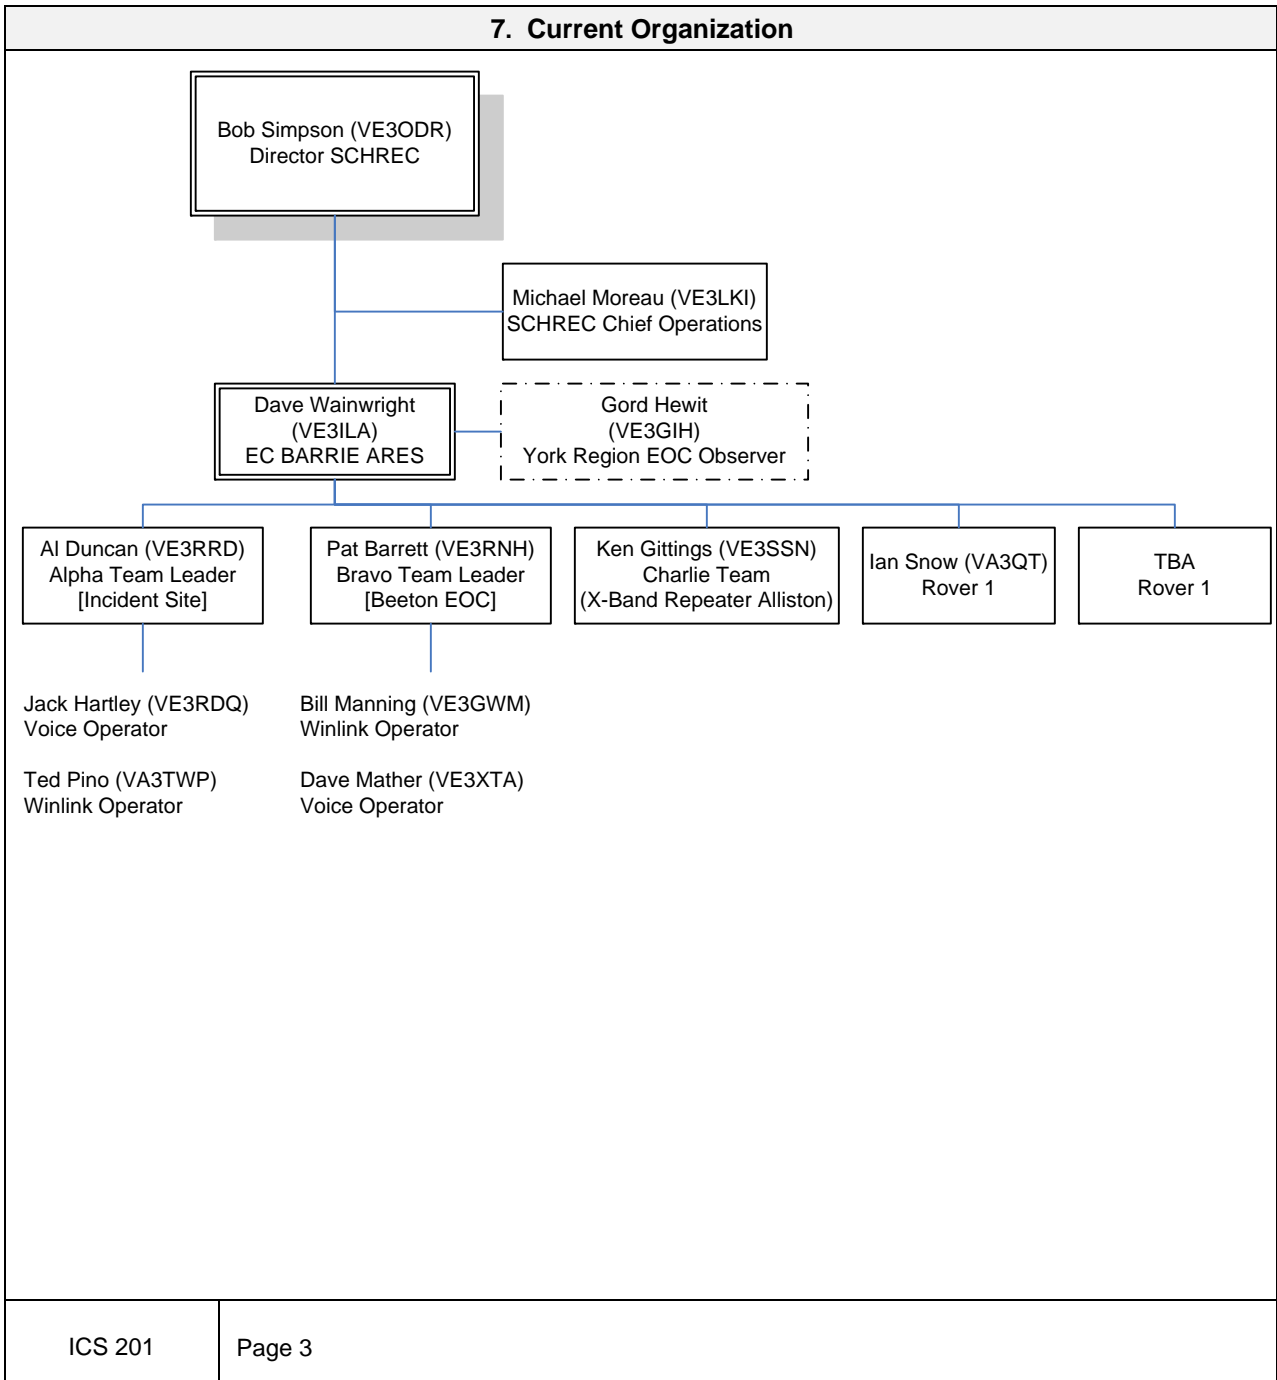 7. Current Organization
Bob Simpson (VE3ODR)
Director SCHREC
Michael Moreau (VE3LKI)
SCHREC Chief Operations
Dave Wainwright
(VE3ILA)
EC BARRIE ARES
Gord Hewit
(VE3GIH)
York Region EOC Observer
Al Duncan (VE3RRD)
Alpha Team Leader
[Incident Site]
Pat Barrett (VE3RNH)
Bravo Team Leader
[Beeton EOC]
Ken Gittings (VE3SSN)
Charlie Team
(X-Band Repeater Alliston)
Ian Snow (VA3QT)
Rover 1
TBA
Rover 1
Jack Hartley (VE3RDQ)
Voice Operator
Ted Pino (VA3TWP)
Winlink Operator
Bill Manning (VE3GWM)
Winlink Operator
Dave Mather (VE3XTA)
Voice Operator
ICS 201
Page 3